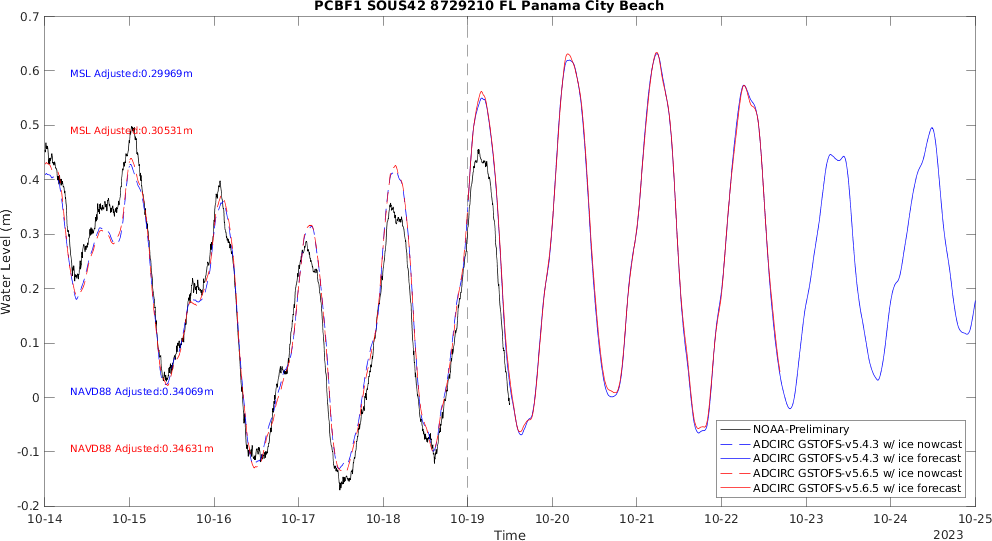 PCBF1 SOUS42 8729210 FL Panama City Beach
0.7
0.6
0.5
0.4
0.3
0.2
0.1
0
-0.1
-0.2
Water Level (m)
MSL Adjusted:0.29969m
MSL Adjusted:0.30531m
NAVD88 Adjusted:0.34069m
NAVD88 Adjusted:0.34631m
NOAA-Preliminary
ADCIRC GSTOFS-v5.4.3 w/ ice nowcast
ADCIRC GSTOFS-v5.4.3 w/ ice forecast
ADCIRC GSTOFS-v5.6.5 w/ ice nowcast
ADCIRC GSTOFS-v5.6.5 w/ ice forecast
10-14 10-15 10-16 10-17 10-18 10-19 10-20 10-21 10-22 10-23 10-24 10-25
Time
2023